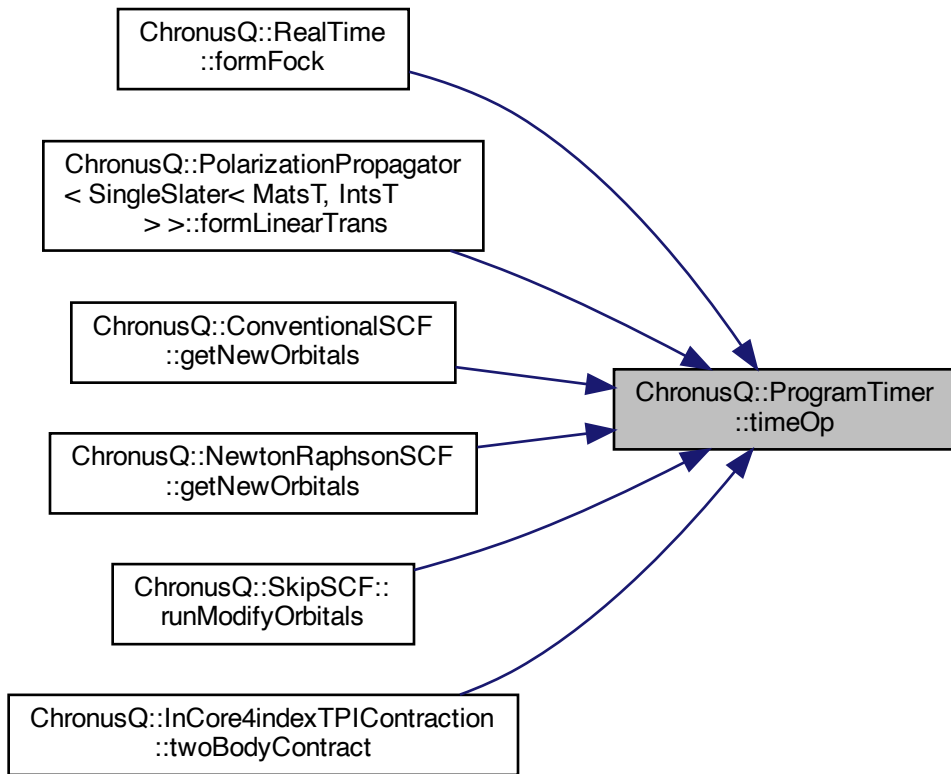 ChronusQ::RealTime
::formFock
ChronusQ::PolarizationPropagator
< SingleSlater< MatsT, IntsT
> >::formLinearTrans
ChronusQ::ConventionalSCF
::getNewOrbitals
ChronusQ::ProgramTimer
::timeOp
ChronusQ::NewtonRaphsonSCF
::getNewOrbitals
ChronusQ::SkipSCF::
runModifyOrbitals
ChronusQ::InCore4indexTPIContraction
::twoBodyContract